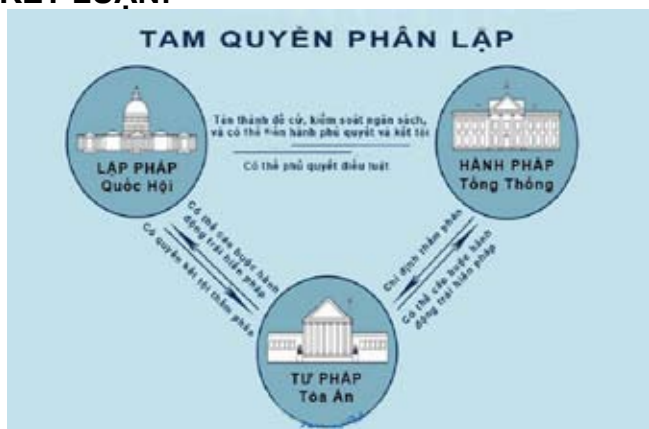 KẾT LUẬN:
TAM QUYỀN PHÂN LẬP
Tán thành đề cử, kiểm soát ngân sách,
và có thể tiến hành phủ quyết và kết tội
Có thể phủ quyết điều luật
LẬP PHÁP
Quốc Hội
HÀNH PHÁP
Tổng Thống
Có thể cáo buộc hành
động trái hiến pháp
Có quyền kết tội thẩm phán
Chỉ định thẩm phán
Có thể cáo buộc hành
động trái hiến pháp
TƯ PHÁP
Tòa Án